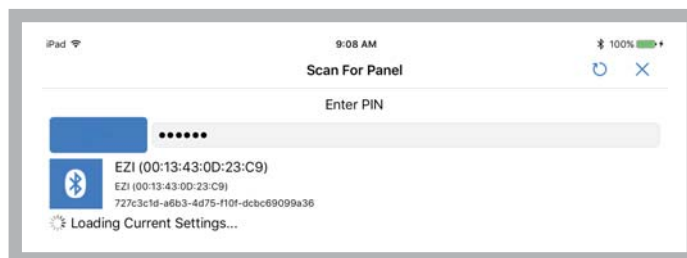 iPad 9:08 AM 100%
Scan For Panel
Enter PIN
••••••
EZI (00:13:43:0D:23:C9)
EZI (00:13:43:0D:23:C9)
727c3c1d-a6b3-4d75-f10f-dcbc69099a36
Loading Current Settings...